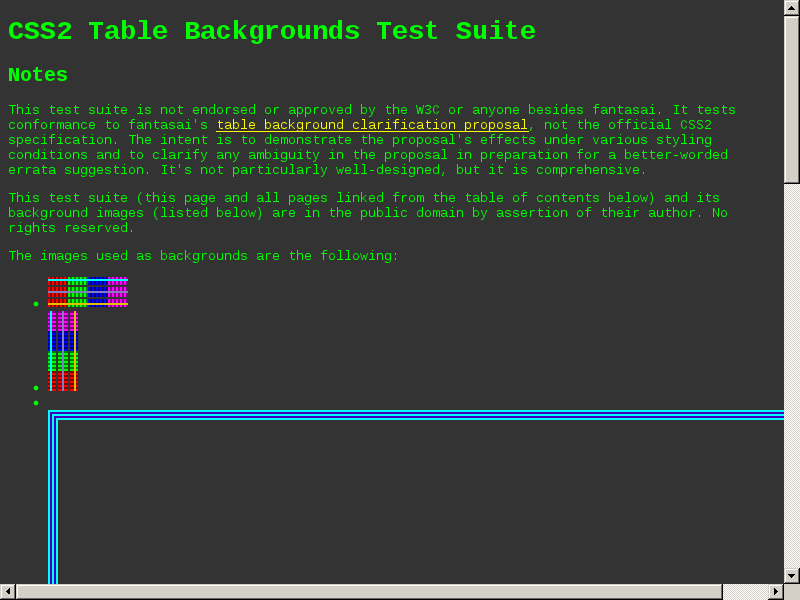 CSS2 Table Backgrounds Test Suite
Notes
This test suite is not endorsed or approved by the W3C or anyone besides fantasai. It tests
conformance to fantasai's table background clarification proposal, not the official CSS2
specification. The intent is to demonstrate the proposal's effects under various styling
conditions and to clarify any ambiguity in the proposal in preparation for a better-worded
errata suggestion. It's not particularly well-designed, but it is comprehensive.
This test suite (this page and all pages linked from the table of contents below) and its
background images (listed below) are in the public domain by assertion of their author. No
rights reserved.
The images used as backgrounds are the following: